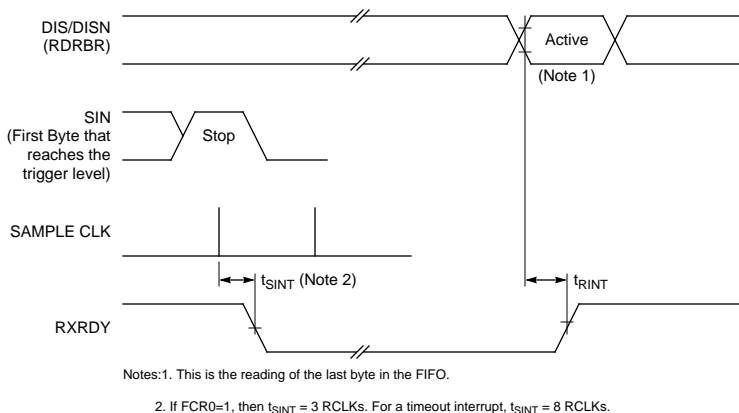 DIS/DISN
(RDRBR)
Active
(Note 1)
SIN
(First Byte that
reaches the
trigger level)
Stop
SAMPLE CLK
tSINT (Note 2)
tRINT
RXRDY
Notes:1. This is the reading of the last byte in the FIFO.
2. If FCR0=1, then tSINT = 3 RCLKs. For a timeout interrupt, tSINT = 8 RCLKs.